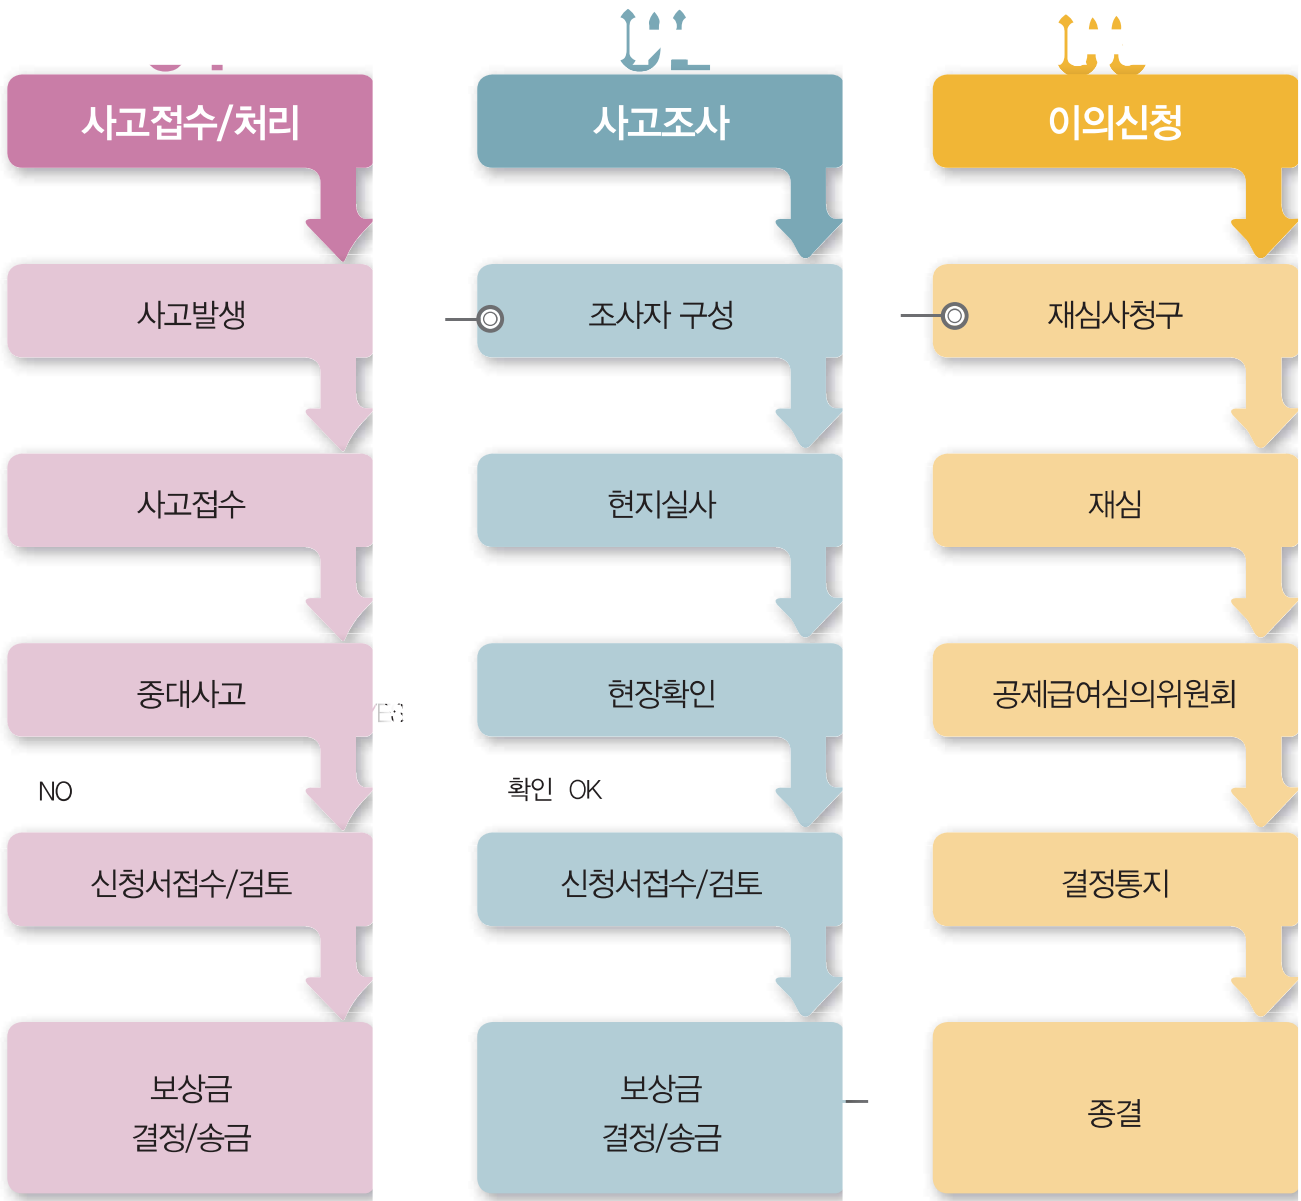 사고접수/처리
사고발생
사고접수
중대사고
NO
신청서접수/검토
보상금
결정/송금
사고조사
조사자 구성
현지실사
현장확인
확인 OK
신청서접수/검토
보상금
결정/송금
이의신청
재심사청구
재심
공제급여심의위원회
결정통지
종결